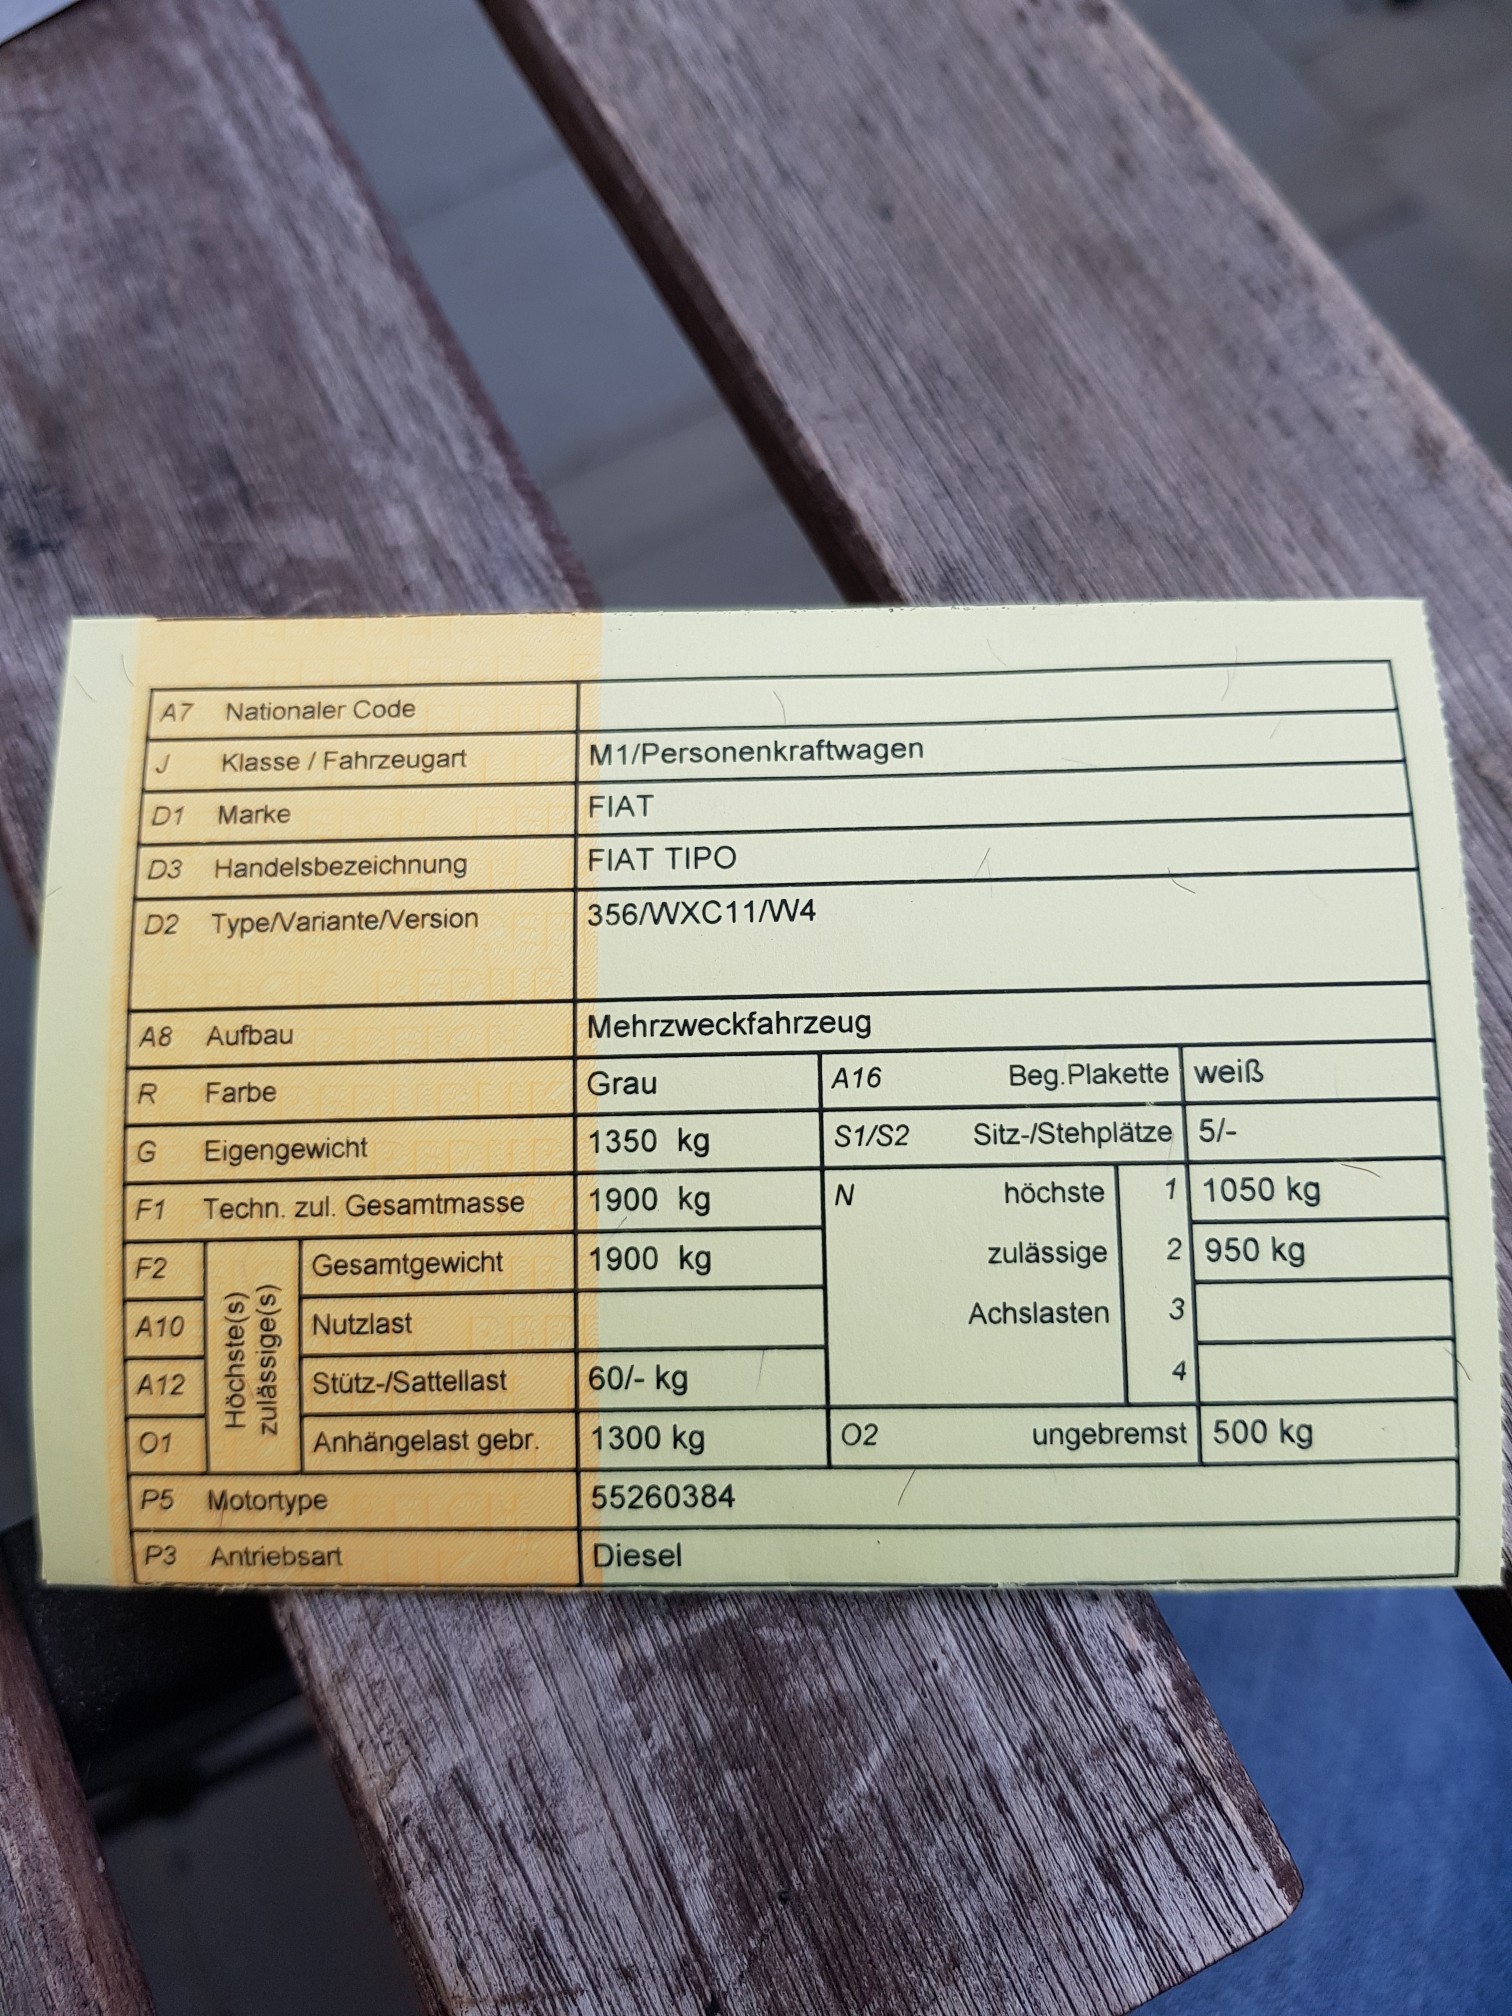 A7 Nationaler Code
J Klasse / Fahrzeugart M1/Personenkraftwagen
D1 Marke FIAT
D3 Handelsbezeichnung FIAT TIPO
D2 Type/Variante/Version 356/WXC11/W4
A8 Aufbau Mehrzweckfahrzeug
R Farbe Grau A16 Beg.Plakette weiß
G Eigengewicht 1350 kg S1/S2 Sitz-/Stehplätze 5/-
F1 Techn. zul. Gesamtmasse 1900 kg N höchste 1 1050 kg
Höchste(s)
zulässige(s)
F2 Gesamtgewicht 1900 kg zulässige 2 950 kg
A10 Nutzlast Achslasten 3
A12 Stütz-/Sattellast 60/- kg 4
O1 Anhängelast gebr. 1300 kg O2 ungebremst 500 kg
P5 Motortype 55260384
P3 Antriebsart Diesel